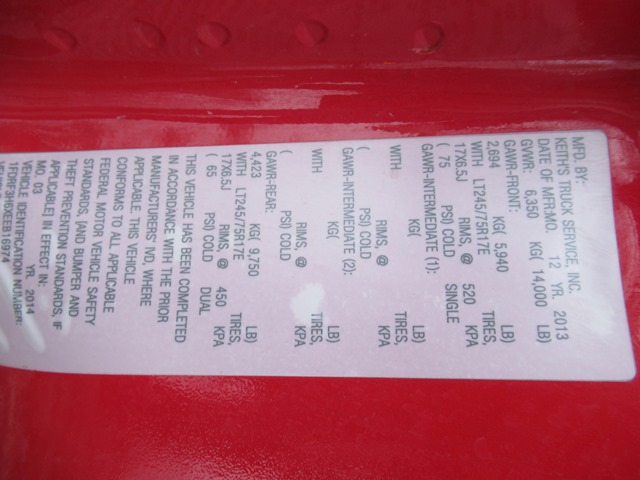 MFD. BY:
KEITH'S TRUCK SERVICE, INC.
DATE OF MFR:MO. 12 YR. 2013
GVWR: 6,350 KG( 14,000 LB)
GAWR-FRONT:
2,694 KG( 5,940 LB)
WITH LT245/75R17E TIRES,
17X6.5J RIMS, @ 520 KPA
( 75 PSI) COLD SINGLE
GAWR-INTERMEDIATE (1):
KG( LB)
WITH TIRES,
RIMS, @ KPA
( PSI) COLD
GAWR-INTERMEDIATE (2):
KG( LB)
WITH TIRES,
RIMS, @ KPA
( PSI) COLD
GAWR-REAR:
4,423 KG( 9,750 LB)
WITH LT245/75R17E TIRES,
17X6.5J RIMS, @ 450 KPA
( 65 PSI) COLD DUAL
THIS VEHICLE HAS BEEN COMPLETED
IN ACCORDANCE WITH THE PRIOR
MANUFACTURERS' IVD, WHERE
APPLICABLE. THIS VEHICLE
CONFORMS TO ALL APPLICABLE
FEDERAL MOTOR VEHICLE SAFETY
STANDARDS, [AND BUMPER AND
THEFT PREVENTION STANDARDS, IF
APPLICABLE] IN EFFECT IN:
MO. 03 YR. 2014
VEHICLE IDENTIFICATION NUMBER: